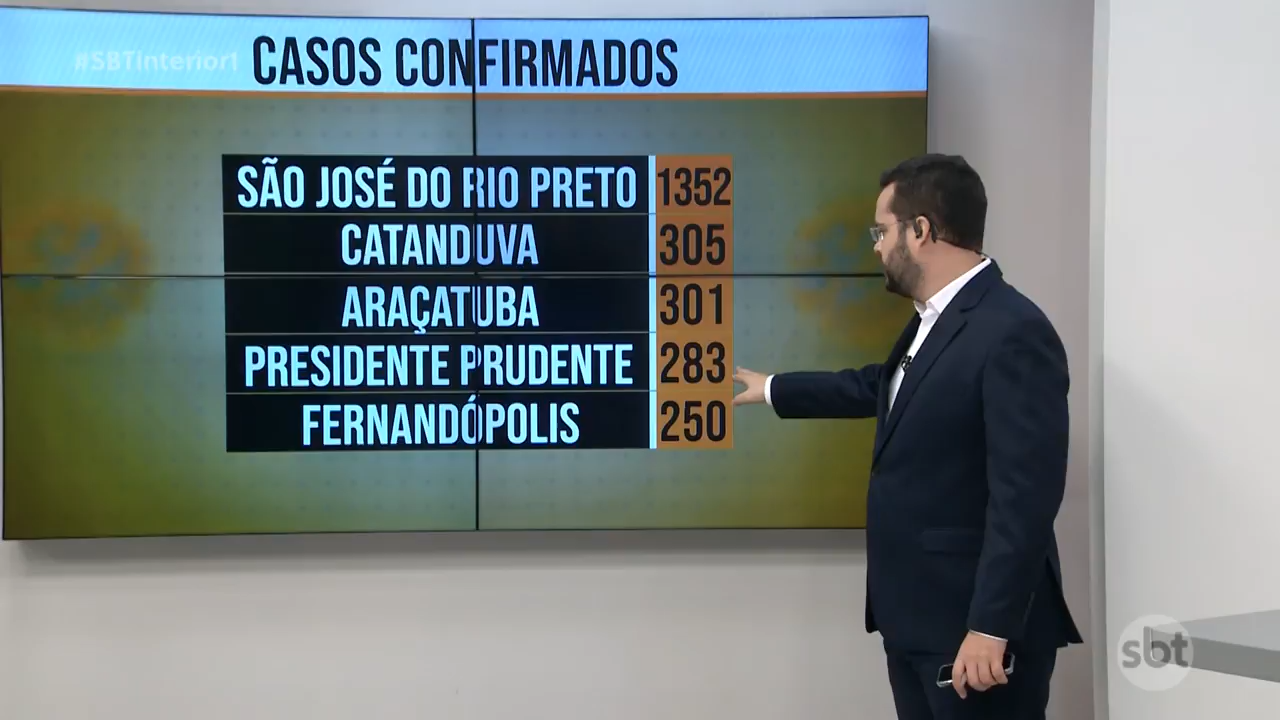 #SBTinterior1
CASOS CONFIRMADOS
SÃO JOSÉ DO RIO PRETO 1352
CATANDUVA 305
ARAÇATUBA 301
PRESIDENTE PRUDENTE 283
FERNANDÓPOLIS 250
sbt